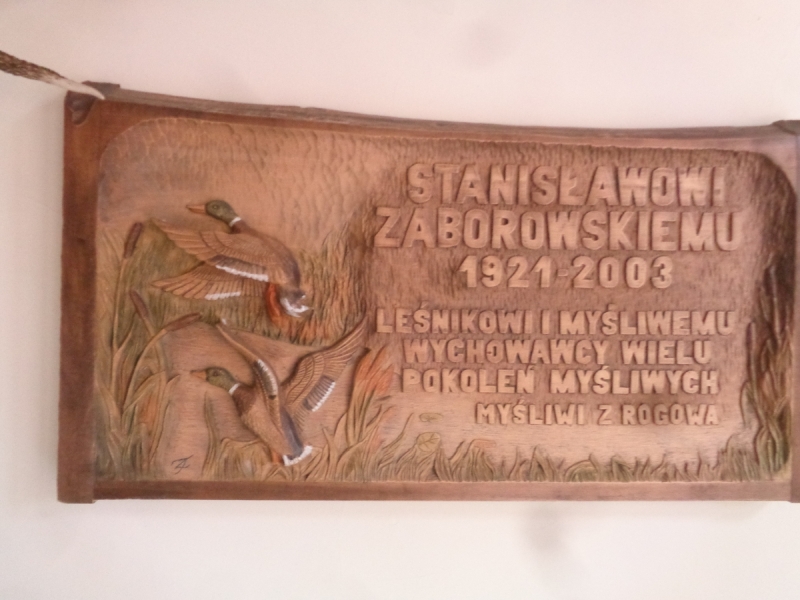 STANISŁAWOWI
ZABOROWSKIEMU
1921-2003
LEŚNIKOWI I MYŚLIWEMU
WYCHOWAWCY WIELU
POKOLEŃ MYŚLIWYCH
MYŚLIWI Z ROGOWA